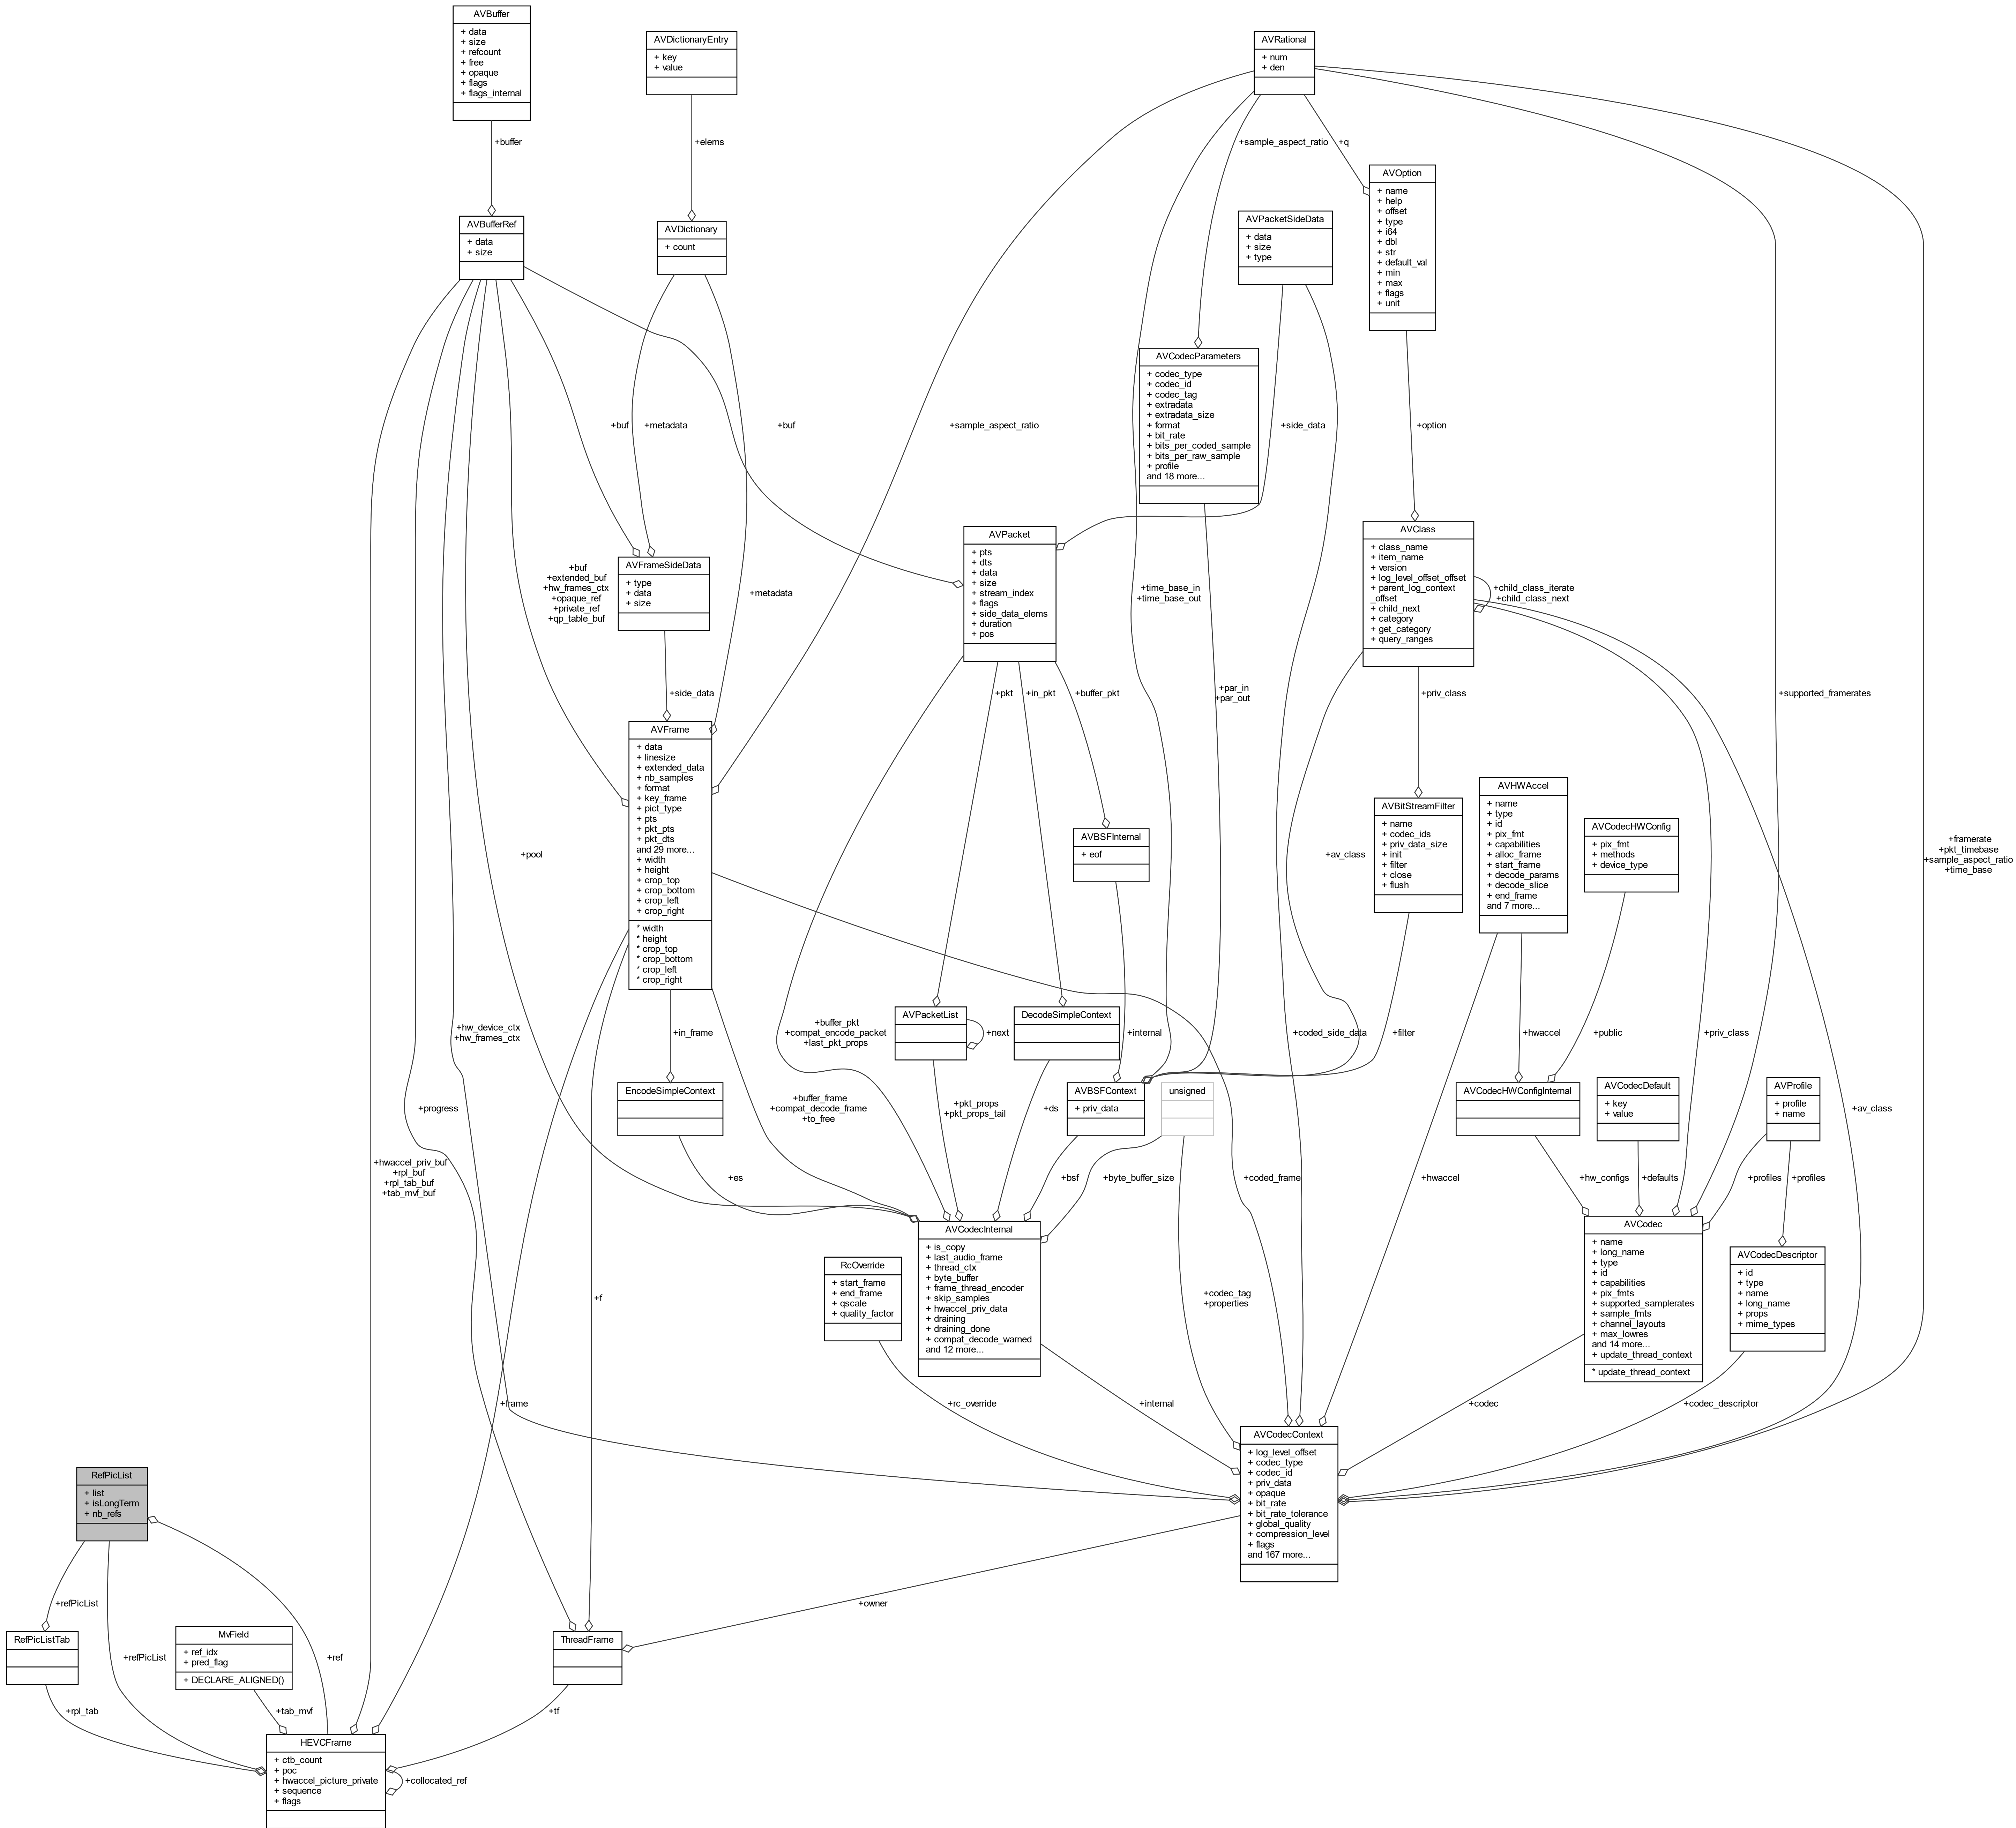 AVBuffer
+ data
+ size
+ refcount
+ free
+ opaque
+ flags
+ flags_internal
AVDictionaryEntry
+ key
+ value
AVRational
+ num
+ den
+buffer
+elems
+sample_aspect_ratio
+q
AVOption
+ name
+ help
+ offset
+ type
+ i64
+ dbl
+ str
+ default_val
+ min
+ max
+ flags
+ unit
AVBufferRef
+ data
+ size
AVDictionary
+ count
AVPacketSideData
+ data
+ size
+ type
AVCodecParameters
+ codec_type
+ codec_id
+ codec_tag
+ extradata
+ extradata_size
+ format
+ bit_rate
+ bits_per_coded_sample
+ bits_per_raw_sample
+ profile
and 18 more...
+buf
+metadata
+buf
+sample_aspect_ratio
+side_data
+option
AVPacket
+ pts
+ dts
+ data
+ size
+ stream_index
+ flags
+ side_data_elems
+ duration
+ pos
AVClass
+ class_name
+ item_name
+ version
+ log_level_offset_offset
+ parent_log_context
_offset
+ child_next
+ category
+ get_category
+ query_ranges
+child_class_iterate
+child_class_next
+buf
+extended_buf
+hw_frames_ctx
+opaque_ref
+private_ref
+qp_table_buf
AVFrameSideData
+ type
+ data
+ size
+metadata
+time_base_in
+time_base_out
+side_data
+pkt
+in_pkt
+buffer_pkt
+par_in
+par_out
+priv_class
+supported_framerates
AVFrame
+ data
+ linesize
+ extended_data
+ nb_samples
+ format
+ key_frame
+ pict_type
+ pts
+ pkt_pts
+ pkt_dts
and 29 more...
+ width
+ height
+ crop_top
+ crop_bottom
+ crop_left
+ crop_right
* width
* height
* crop_top
* crop_bottom
* crop_left
* crop_right
AVHWAccel
+ name
+ type
+ id
+ pix_fmt
+ capabilities
+ alloc_frame
+ start_frame
+ decode_params
+ decode_slice
+ end_frame
and 7 more...
AVBitStreamFilter
+ name
+ codec_ids
+ priv_data_size
+ init
+ filter
+ close
+ flush
AVCodecHWConfig
+ pix_fmt
+ methods
+ device_type
AVBSFInternal
+ eof
+pool
+av_class
+framerate
+pkt_timebase
+sample_aspect_ratio
+time_base
+hw_device_ctx
+hw_frames_ctx
+in_frame
+buffer_pkt
+compat_encode_packet
+last_pkt_props
AVPacketList
+next
DecodeSimpleContext
+internal
+coded_side_data
+filter
+hwaccel
+public
+priv_class
EncodeSimpleContext
+buffer_frame
+compat_decode_frame
+to_free
+pkt_props
+pkt_props_tail
+ds
AVBSFContext
+ priv_data
unsigned
AVCodecHWConfigInternal
AVCodecDefault
+ key
+ value
AVProfile
+ profile
+ name
+progress
+av_class
+hwaccel_priv_buf
+rpl_buf
+rpl_tab_buf
+tab_mvf_buf
+es
+bsf
+byte_buffer_size
+coded_frame
+hwaccel
+hw_configs
+defaults
+profiles
+profiles
AVCodecInternal
+ is_copy
+ last_audio_frame
+ thread_ctx
+ byte_buffer
+ frame_thread_encoder
+ skip_samples
+ hwaccel_priv_data
+ draining
+ draining_done
+ compat_decode_warned
and 12 more...
AVCodec
+ name
+ long_name
+ type
+ id
+ capabilities
+ pix_fmts
+ supported_samplerates
+ sample_fmts
+ channel_layouts
+ max_lowres
and 14 more...
+ update_thread_context
* update_thread_context
AVCodecDescriptor
+ id
+ type
+ name
+ long_name
+ props
+ mime_types
RcOverride
+ start_frame
+ end_frame
+ qscale
+ quality_factor
+f
+codec_tag
+properties
+frame
+rc_override
+internal
+codec
+codec_descriptor
AVCodecContext
+ log_level_offset
+ codec_type
+ codec_id
+ priv_data
+ opaque
+ bit_rate
+ bit_rate_tolerance
+ global_quality
+ compression_level
+ flags
and 167 more...
RefPicList
+ list
+ isLongTerm
+ nb_refs
+refPicList
+owner
RefPicListTab
MvField
+ ref_idx
+ pred_flag
+ DECLARE_ALIGNED()
ThreadFrame
+refPicList
+ref
+rpl_tab
+tab_mvf
+tf
HEVCFrame
+ ctb_count
+ poc
+ hwaccel_picture_private
+ sequence
+ flags
+collocated_ref